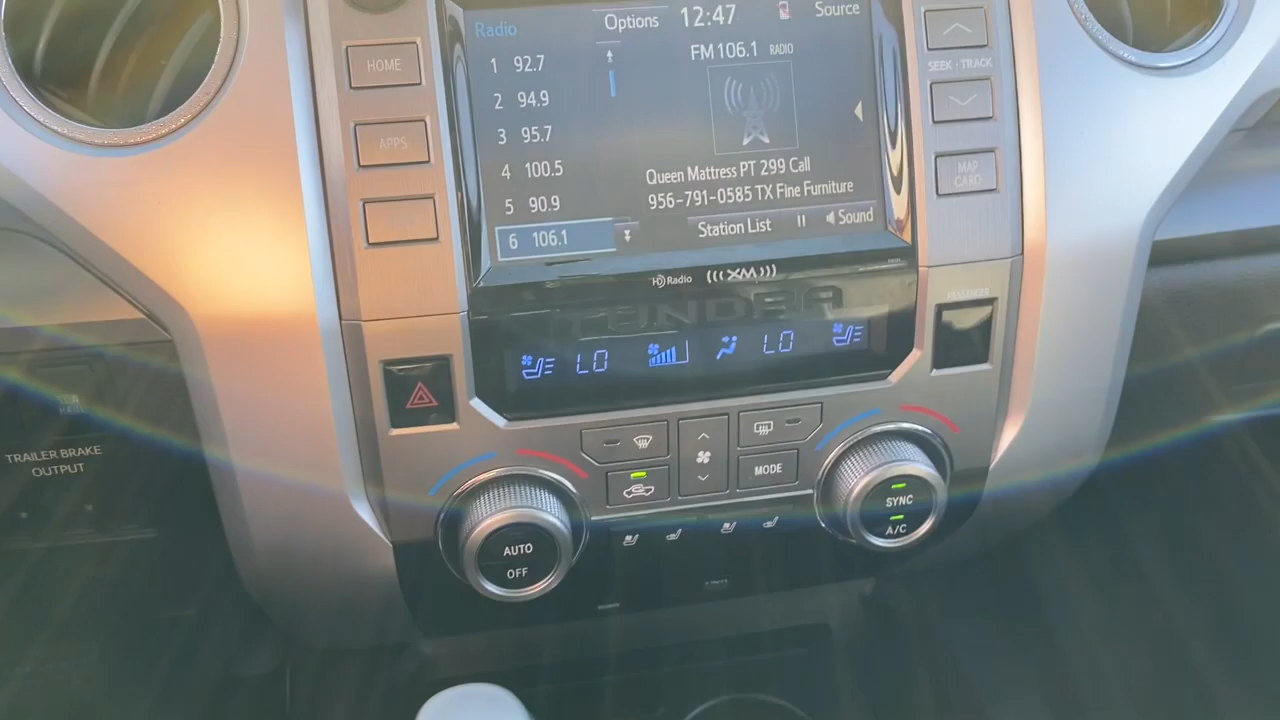 Radio
Options
12:47
Source
HOME
APPS
1 92.7
2 94.9
3 95.7
4 100.5
5 90.9
6 106.1
FM 106.1 RADIO
Queen Mattress PT 299 Call
956-791-0585 TX Fine Furniture
Station List
Sound
SEEK • TRACK
MAP
CARD
HD Radio
((( XM )))
TUNDRA
PASSENGER
LO
LO
TRAILER BRAKE
OUTPUT
MODE
AUTO
OFF
SYNC
A/C